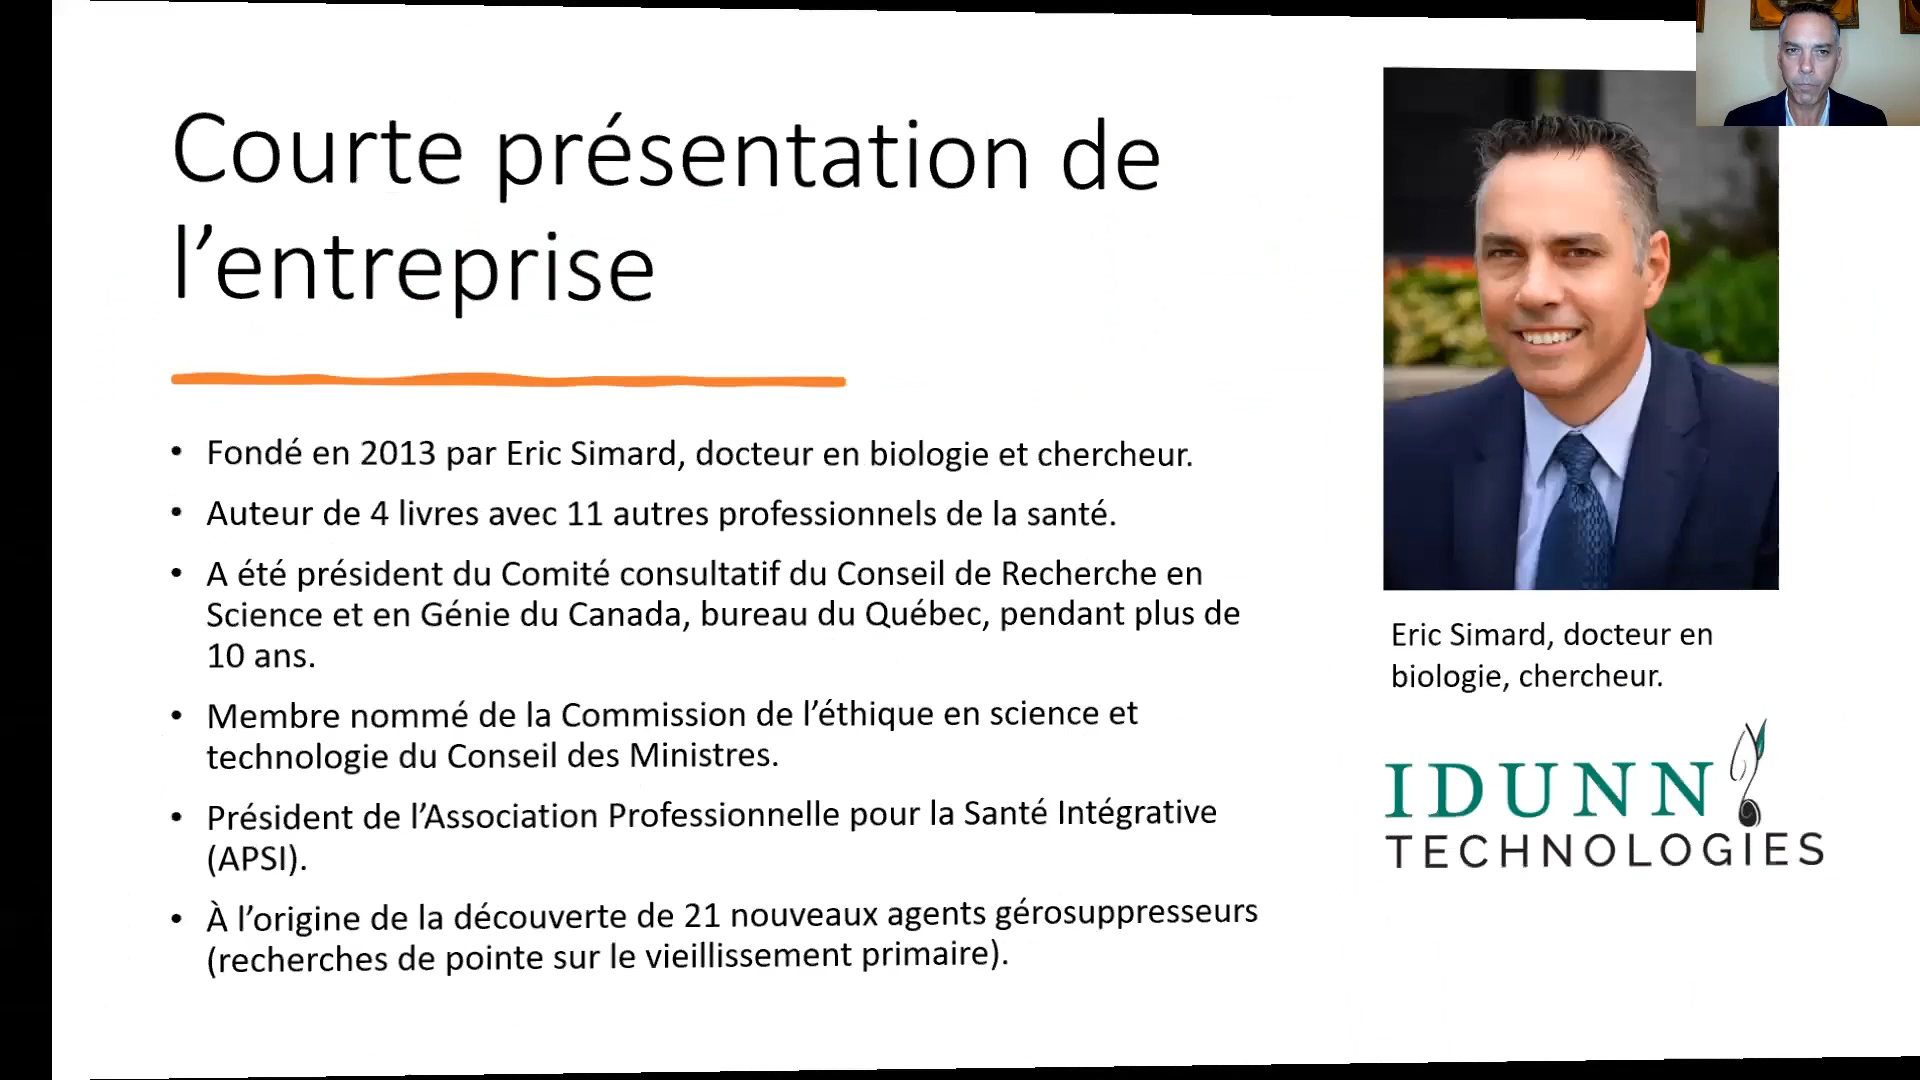 Courte présentation de
l’entreprise
• Fondé en 2013 par Eric Simard, docteur en biologie et chercheur.
• Auteur de 4 livres avec 11 autres professionnels de la santé.
• A été président du Comité consultatif du Conseil de Recherche en
Science et en Génie du Canada, bureau du Québec, pendant plus de
10 ans.
• Membre nommé de la Commission de l’éthique en science et
technologie du Conseil des Ministres.
• Président de l’Association Professionnelle pour la Santé Intégrative
(APSI).
• À l’origine de la découverte de 21 nouveaux agents gérosuppresseurs
(recherches de pointe sur le vieillissement primaire).
Eric Simard, docteur en
biologie, chercheur.
IDUNN
TECHNOLOGIES